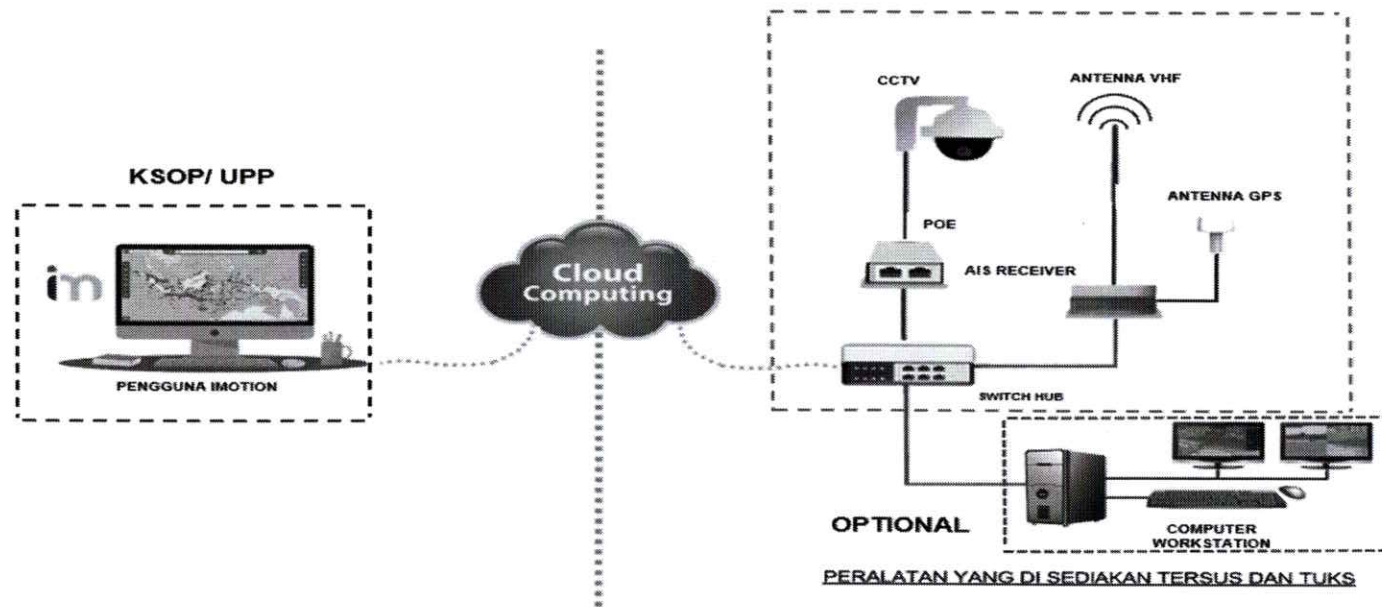 KSOP/ UPP
im
PENGGUNA IMOTION
Cloud
Computing
CCTV
ANTENNA VHF
ANTENNA GPS
POE
AIS RECEIVER
SWITCH HUB
OPTIONAL
COMPUTER
WORKSTATION
PERALATAN YANG DI SEDIAKAN TERSUS DAN TUKS